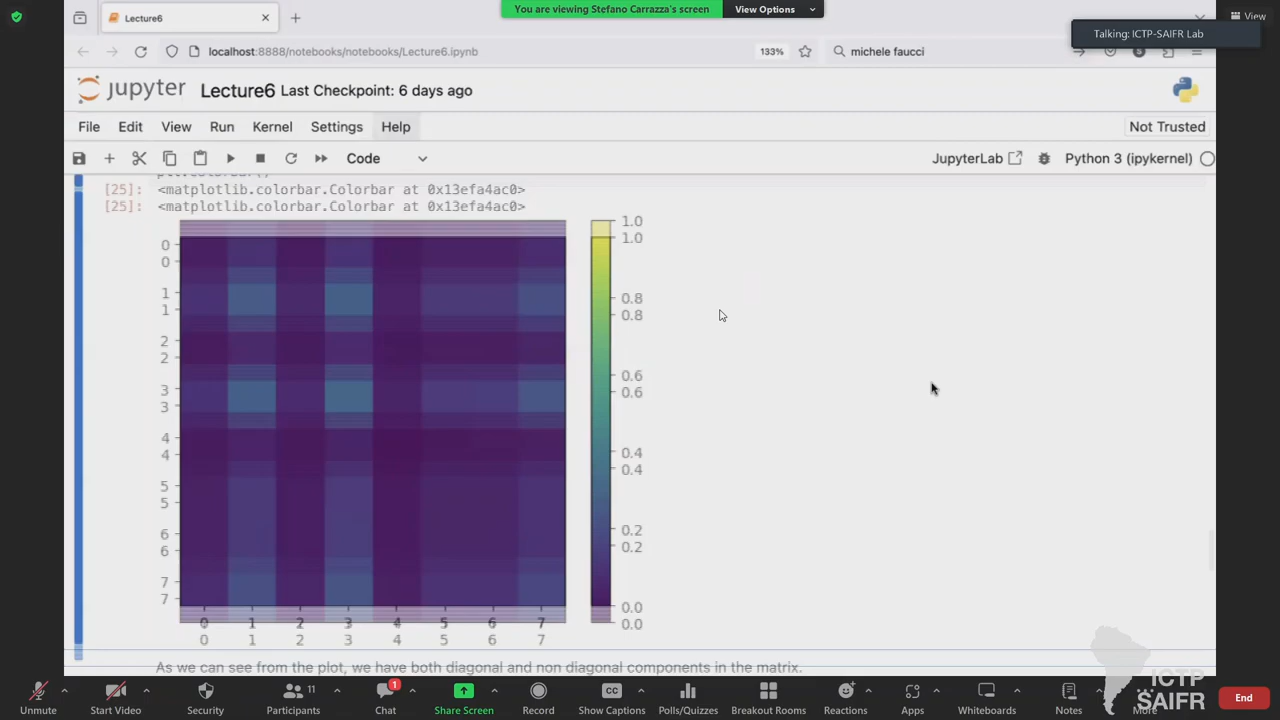 Lecture6
You are viewing Stefano Carrazza's screen
View Options
View
Talking: ICTP-SAIFR Lab
localhost:8888/notebooks/notebooks/Lecture6.ipynb
133%
michele faucci
jupyter Lecture6 Last Checkpoint: 6 days ago
File Edit View Run Kernel Settings Help
Not Trusted
Code
JupyterLab
Python 3 (ipykernel)
[25]: <matplotlib.colorbar.Colorbar at 0x13efa4ac0>
[25]: <matplotlib.colorbar.Colorbar at 0x13efa4ac0>
1.0
1.0
0
0
1
1
0.8
0.8
2
2
0.6
0.6
3
3
4
4
0.4
0.4
5
5
6
6
0.2
0.2
7
7
0.0
0.0
0 1 2 3 4 5 6 7
0 1 2 3 4 5 6 7
As we can see from the plot, we have both diagonal and non diagonal components in the matrix.
ICTP
SAIFR
11
1
CC
Unmute
Start Video
Security
Participants
Chat
Share Screen
Record
Show Captions
Polls/Quizzes
Breakout Rooms
Reactions
Apps
Whiteboards
Notes
More
End